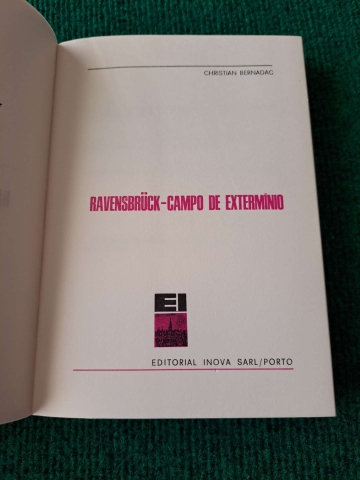 CHRISTIAN BERNADAC
RAVENSBRÜCK-CAMPO DE EXTERMÍNIO
EI
EDITORIAL INOVA SARL/PORTO